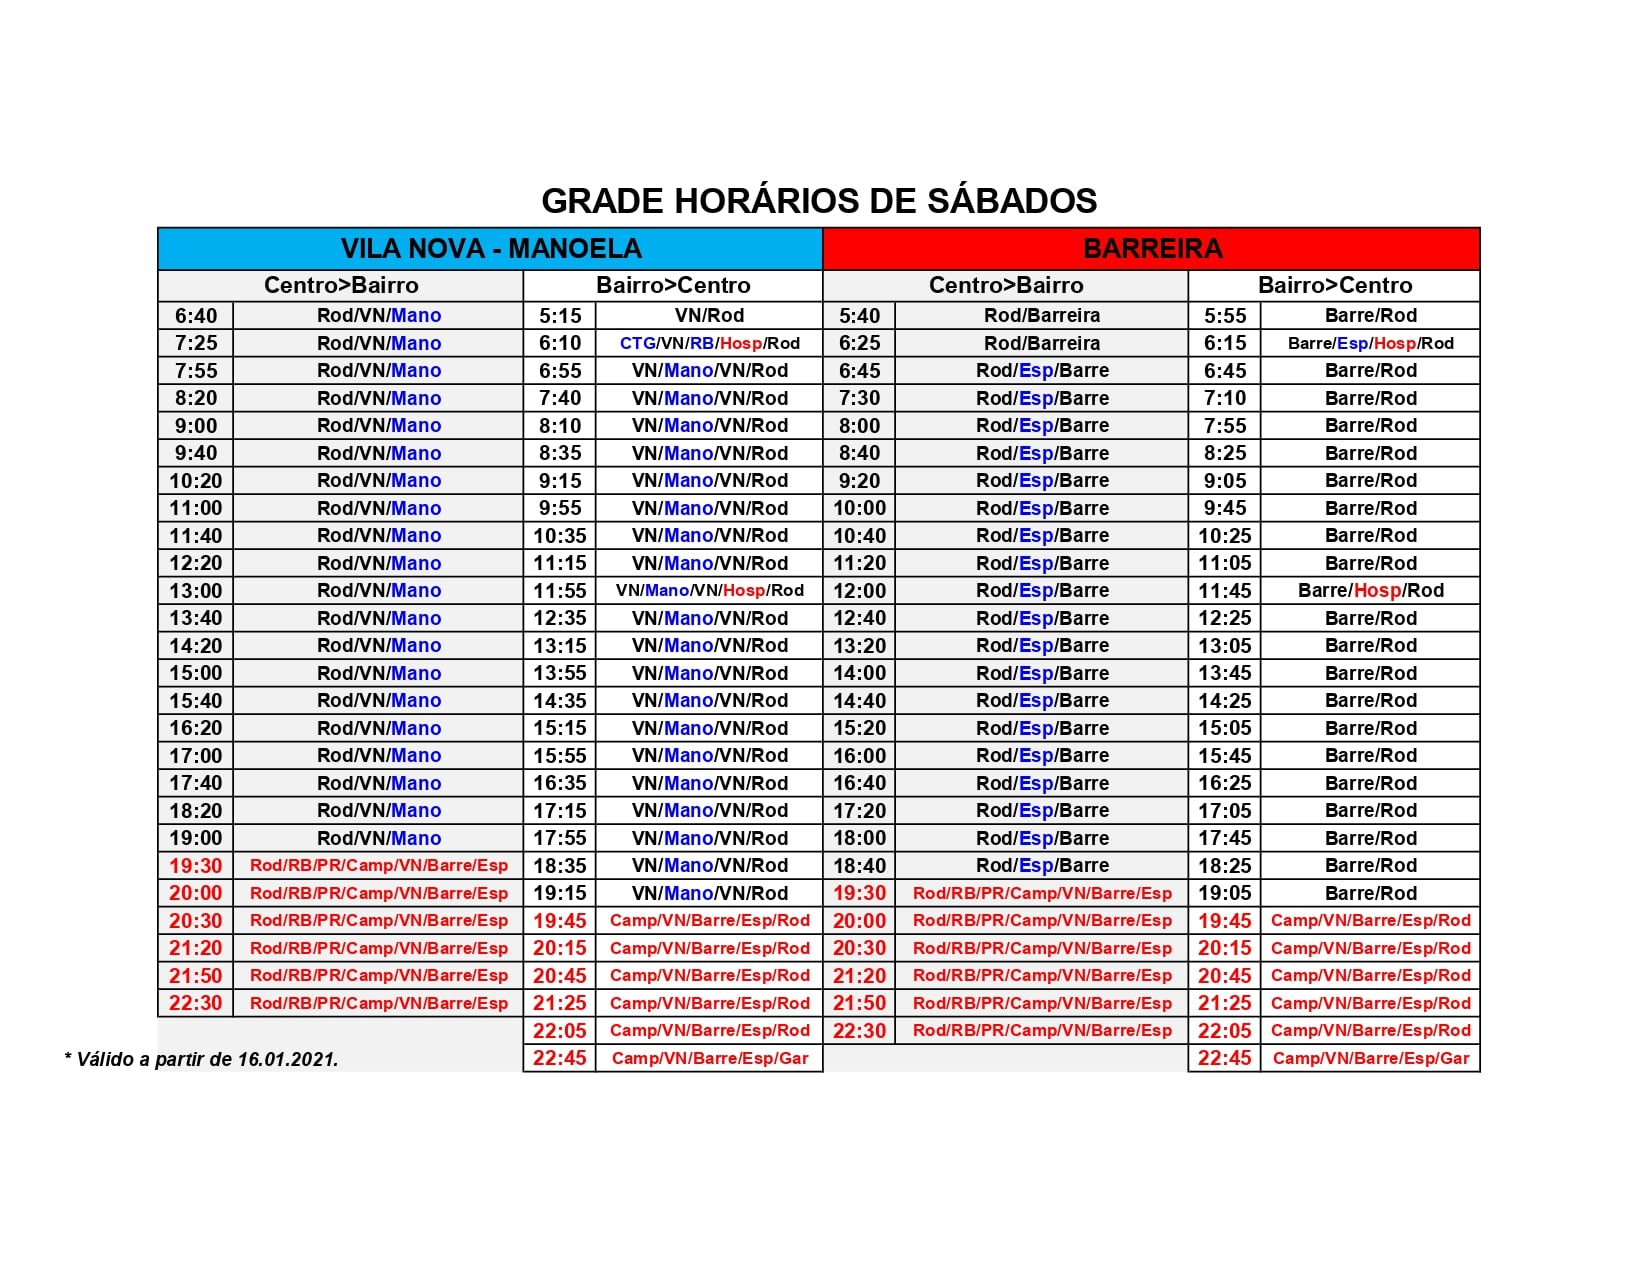 GRADE HORÁRIOS DE SÁBADOS
VILA NOVA - MANOELA BARREIRA
Centro>Bairro Bairro>Centro Centro>Bairro Bairro>Centro
6:40 Rod/VN/Mano 5:15 VN/Rod 5:40 Rod/Barreira 5:55 Barre/Rod
7:25 Rod/VN/Mano 6:10 CTG/VN/RB/Hosp/Rod 6:25 Rod/Barreira 6:15 Barre/Esp/Hosp/Rod
7:55 Rod/VN/Mano 6:55 VN/Mano/VN/Rod 6:45 Rod/Esp/Barre 6:45 Barre/Rod
8:20 Rod/VN/Mano 7:40 VN/Mano/VN/Rod 7:30 Rod/Esp/Barre 7:10 Barre/Rod
9:00 Rod/VN/Mano 8:10 VN/Mano/VN/Rod 8:00 Rod/Esp/Barre 7:55 Barre/Rod
9:40 Rod/VN/Mano 8:35 VN/Mano/VN/Rod 8:40 Rod/Esp/Barre 8:25 Barre/Rod
10:20 Rod/VN/Mano 9:15 VN/Mano/VN/Rod 9:20 Rod/Esp/Barre 9:05 Barre/Rod
11:00 Rod/VN/Mano 9:55 VN/Mano/VN/Rod 10:00 Rod/Esp/Barre 9:45 Barre/Rod
11:40 Rod/VN/Mano 10:35 VN/Mano/VN/Rod 10:40 Rod/Esp/Barre 10:25 Barre/Rod
12:20 Rod/VN/Mano 11:15 VN/Mano/VN/Rod 11:20 Rod/Esp/Barre 11:05 Barre/Rod
13:00 Rod/VN/Mano 11:55 VN/Mano/VN/Hosp/Rod 12:00 Rod/Esp/Barre 11:45 Barre/Hosp/Rod
13:40 Rod/VN/Mano 12:35 VN/Mano/VN/Rod 12:40 Rod/Esp/Barre 12:25 Barre/Rod
14:20 Rod/VN/Mano 13:15 VN/Mano/VN/Rod 13:20 Rod/Esp/Barre 13:05 Barre/Rod
15:00 Rod/VN/Mano 13:55 VN/Mano/VN/Rod 14:00 Rod/Esp/Barre 13:45 Barre/Rod
15:40 Rod/VN/Mano 14:35 VN/Mano/VN/Rod 14:40 Rod/Esp/Barre 14:25 Barre/Rod
16:20 Rod/VN/Mano 15:15 VN/Mano/VN/Rod 15:20 Rod/Esp/Barre 15:05 Barre/Rod
17:00 Rod/VN/Mano 15:55 VN/Mano/VN/Rod 16:00 Rod/Esp/Barre 15:45 Barre/Rod
17:40 Rod/VN/Mano 16:35 VN/Mano/VN/Rod 16:40 Rod/Esp/Barre 16:25 Barre/Rod
18:20 Rod/VN/Mano 17:15 VN/Mano/VN/Rod 17:20 Rod/Esp/Barre 17:05 Barre/Rod
19:00 Rod/VN/Mano 17:55 VN/Mano/VN/Rod 18:00 Rod/Esp/Barre 17:45 Barre/Rod
19:30 Rod/RB/PR/Camp/VN/Barre/Esp 18:35 VN/Mano/VN/Rod 18:40 Rod/Esp/Barre 18:25 Barre/Rod
20:00 Rod/RB/PR/Camp/VN/Barre/Esp 19:15 VN/Mano/VN/Rod 19:30 Rod/RB/PR/Camp/VN/Barre/Esp 19:05 Barre/Rod
20:30 Rod/RB/PR/Camp/VN/Barre/Esp 19:45 Camp/VN/Barre/Esp/Rod 20:00 Rod/RB/PR/Camp/VN/Barre/Esp 19:45 Camp/VN/Barre/Esp/Rod
21:20 Rod/RB/PR/Camp/VN/Barre/Esp 20:15 Camp/VN/Barre/Esp/Rod 20:30 Rod/RB/PR/Camp/VN/Barre/Esp 20:15 Camp/VN/Barre/Esp/Rod
21:50 Rod/RB/PR/Camp/VN/Barre/Esp 20:45 Camp/VN/Barre/Esp/Rod 21:20 Rod/RB/PR/Camp/VN/Barre/Esp 20:45 Camp/VN/Barre/Esp/Rod
22:30 Rod/RB/PR/Camp/VN/Barre/Esp 21:25 Camp/VN/Barre/Esp/Rod 21:50 Rod/RB/PR/Camp/VN/Barre/Esp 21:25 Camp/VN/Barre/Esp/Rod
22:05 Camp/VN/Barre/Esp/Rod 22:30 Rod/RB/PR/Camp/VN/Barre/Esp 22:05 Camp/VN/Barre/Esp/Rod
* Válido a partir de 16.01.2021. 22:45 Camp/VN/Barre/Esp/Gar 22:45 Camp/VN/Barre/Esp/Gar